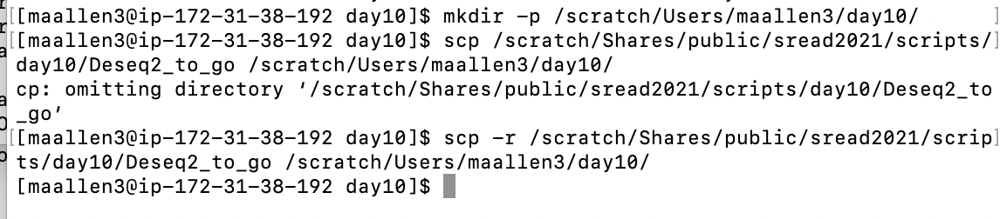 [[maallen3@ip-172-31-38-192 day10]$ mkdir -p /scratch/Users/maallen3/day10/ ]
[[maallen3@ip-172-31-38-192 day10]$ scp /scratch/Shares/public/sread2021/scripts/]
day10/Deseq2_to_go /scratch/Users/maallen3/day10/
cp: omitting directory ‘/scratch/Shares/public/sread2021/scripts/day10/Deseq2_to
_go’
[[maallen3@ip-172-31-38-192 day10]$ scp -r /scratch/Shares/public/sread2021/scrip]
ts/day10/Deseq2_to_go /scratch/Users/maallen3/day10/
[maallen3@ip-172-31-38-192 day10]$